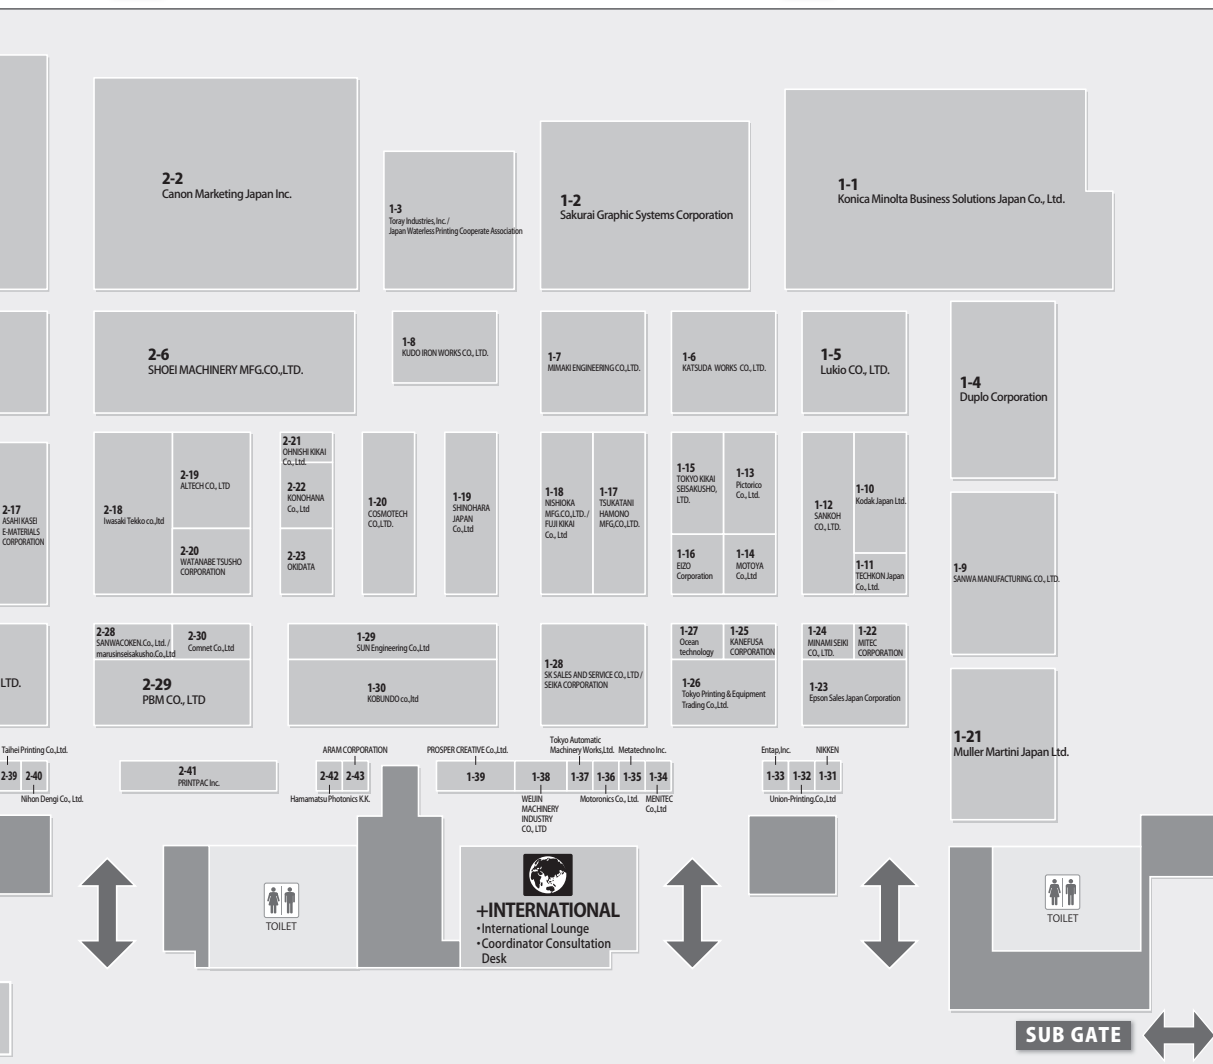 2-2
Canon Marketing Japan Inc.
1-3
Toray Industries, Inc. /
Japan Waterless Printing Cooperate Association
1-2
Sakurai Graphic Systems Corporation
1-1
Konica Minolta Business Solutions Japan Co., Ltd.
2-6
SHOEI MACHINERY MFG.CO.,LTD.
1-8
KUDO IRON WORKS CO., LTD.
1-7
MIMAKI ENGINEERING CO.,LTD.
1-6
KATSUDA WORKS CO., LTD.
1-5
Lukio CO., LTD.
1-4
Duplo Corporation
2-17
ASAHI KASEI
E-MATERIALS
CORPORATION
2-18
Iwasaki Tekko co.,ltd
2-19
ALTECH CO., LTD
2-20
WATANABE TSUSHO
CORPORATION
2-21
OHNISHI KIKAI
Co., Ltd.
2-22
KONOHANA
Co., Ltd
2-23
OKIDATA
1-20
COSMOTECH
CO.,LTD.
1-19
SHINOHARA
JAPAN
Co.,Ltd
1-18
NISHIOKA
MFG.CO.,LTD. /
FUJI KIKAI
Co., Ltd
1-17
TSUKATANI
HAMONO
MFG,CO.,LTD.
1-15
TOKYO KIKAI
SEISAKUSHO,
LTD.
1-13
Pictorico
Co., Ltd.
1-16
EIZO
Corporation
1-14
MOTOYA
Co.,Ltd
1-12
SANKOH
CO., LTD.
1-10
Kodak Japan Ltd.
1-11
TECHKON Japan
Co., Ltd.
1-9
SANWA MANUFACTURING. CO., LTD.
2-28
SANWACOKEN.Co., Ltd. /
marusinseisakusho.Co.,Ltd
2-30
Comnet Co.,Ltd
2-29
PBM CO., LTD
1-29
SUN Engineering Co.,Ltd
1-30
KOBUNDO co.,ltd
1-28
SK SALES AND SERVICE CO., LTD /
SEIKA CORPORATION
1-27
Ocean
technology
1-25
KANEFUSA
CORPORATION
1-26
Tokyo Printing & Equipment
Trading Co.,Ltd.
1-24
MINAMI SEIKI
CO., LTD.
1-22
MITEC
CORPORATION
1-23
Epson Sales Japan Corporation
LTD.
1-21
Muller Martini Japan Ltd.
Taihei Printing Co.,Ltd.
2-39
2-40
Nihon Dengi Co., Ltd.
2-41
PRINTPAC Inc.
ARAM CORPORATION
2-42
2-43
Hamamatsu Photonics K.K.
PROSPER CREATIVE Co.,Ltd.
Tokyo Automatic
Machinery Works,Ltd.
Metatechno Inc.
1-39
1-38
1-37
1-36
1-35
1-34
WEIJIN
MACHINERY
INDUSTRY
CO., LTD
Motoronics Co., Ltd.
MENITEC
Co.,Ltd
Entap,Inc.
NIKKEN
1-33
1-32
1-31
Union-Printing.Co.,Ltd
TOILET
+INTERNATIONAL
・International Lounge
・Coordinator Consultation
Desk
TOILET
SUB GATE